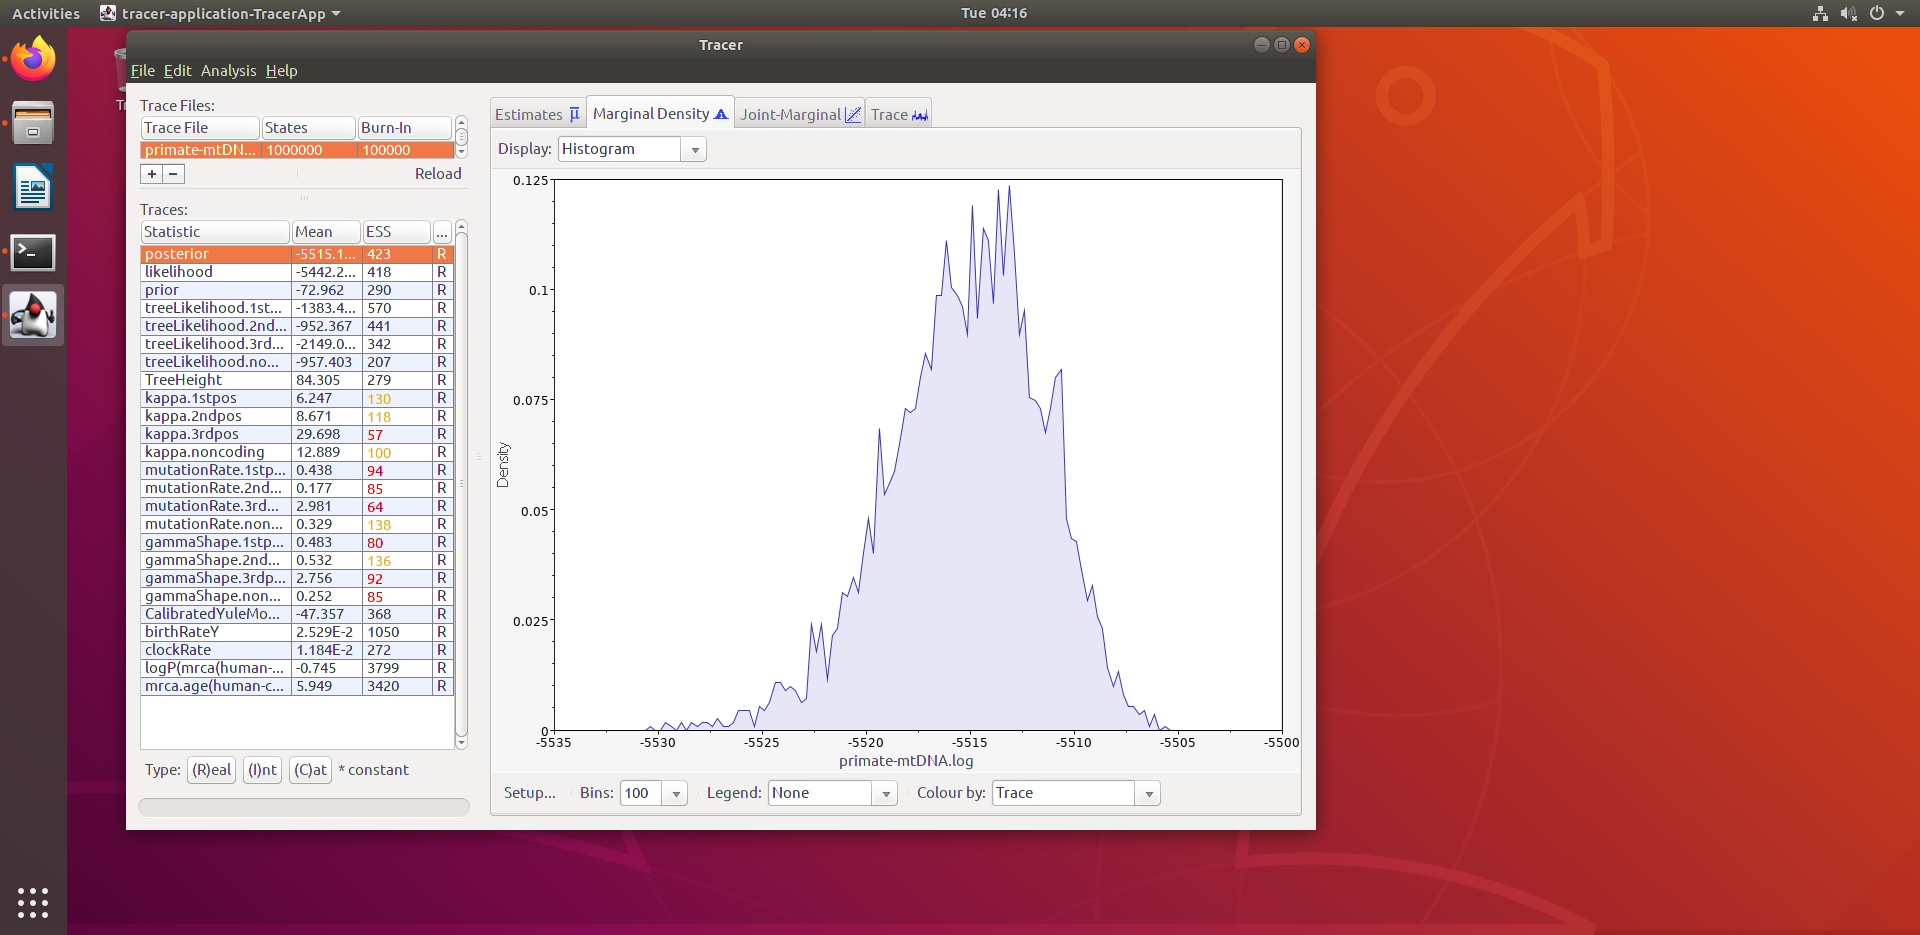 Activities tracer-application-TracerApp Tue 04:16
Tracer
File Edit Analysis Help
Trace Files:
Trace File States Burn-In
primate-mtDN... 1000000 100000
+ − Reload
Traces:
Statistic Mean ESS ...
posterior -5515.1... 423 R
likelihood -5442.2... 418 R
prior -72.962 290 R
treeLikelihood.1st... -1383.4... 570 R
treeLikelihood.2nd... -952.367 441 R
treeLikelihood.3rd... -2149.0... 342 R
treeLikelihood.no... -957.403 207 R
TreeHeight 84.305 279 R
kappa.1stpos 6.247 130 R
kappa.2ndpos 8.671 118 R
kappa.3rdpos 29.698 57 R
kappa.noncoding 12.889 100 R
mutationRate.1stp... 0.438 94 R
mutationRate.2nd... 0.177 85 R
mutationRate.3rd... 2.981 64 R
mutationRate.non... 0.329 138 R
gammaShape.1stp... 0.483 80 R
gammaShape.2nd... 0.532 136 R
gammaShape.3rdp... 2.756 92 R
gammaShape.non... 0.252 85 R
CalibratedYuleMo... -47.357 368 R
birthRateY 2.529E-2 1050 R
clockRate 1.184E-2 272 R
logP(mrca(human-... -0.745 3799 R
mrca.age(human-c... 5.949 3420 R
Type: (R)eal (I)nt (C)at * constant
Estimates μ Marginal Density Joint-Marginal Trace
Display: Histogram
0.125
0.1
0.075
0.05
0.025
0
Density
-5535 -5530 -5525 -5520 -5515 -5510 -5505 -5500
primate-mtDNA.log
Setup... Bins: 100 Legend: None Colour by: Trace